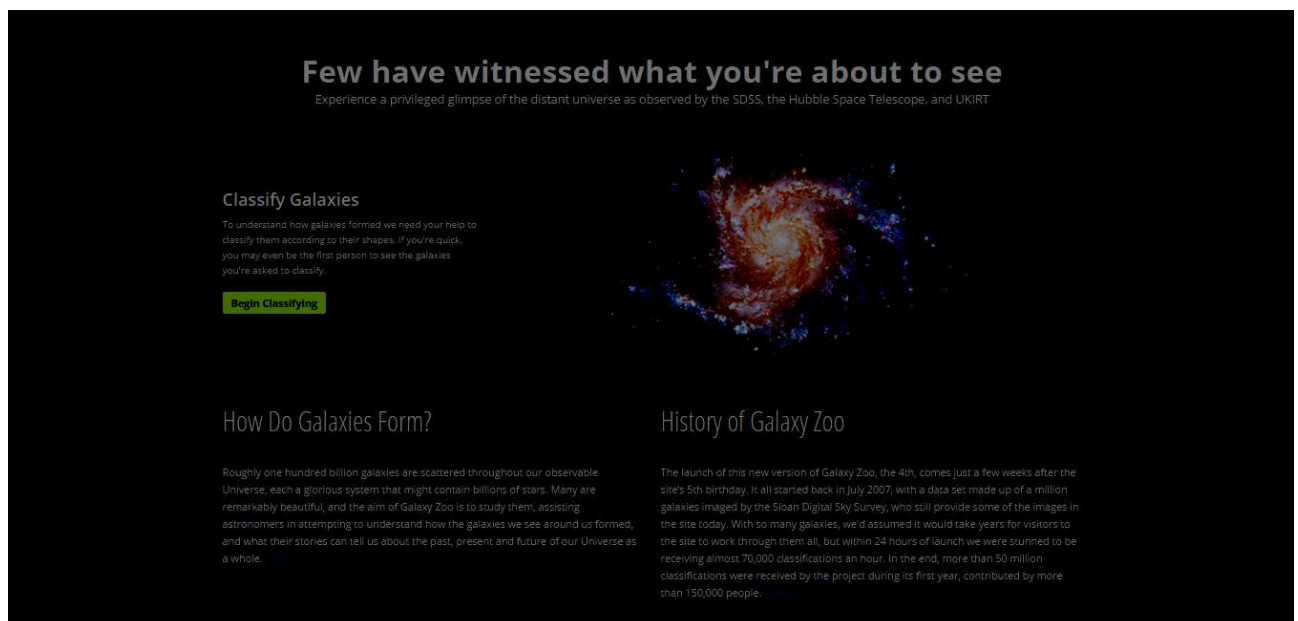 Few have witnessed what you're about to see
Experience a privileged glimpse of the distant universe as observed by the SDSS, the Hubble Space Telescope, and UKIRT
Classify Galaxies
To understand how galaxies formed we need your help to
classify them according to their shapes. If you're quick,
you may even be the first person to see the galaxies
you're asked to classify.
Begin Classifying
How Do Galaxies Form?
Roughly one hundred billion galaxies are scattered throughout our observable
Universe, each a glorious system that might contain billions of stars. Many are
remarkably beautiful, and the aim of Galaxy Zoo is to study them, assisting
astronomers in attempting to understand how the galaxies we see around us formed,
and what their stories can tell us about the past, present and future of our Universe as
a whole.
History of Galaxy Zoo
The launch of this new version of Galaxy Zoo, the 4th, comes just a few weeks after the
site's 5th birthday. It all started back in July 2007, with a data set made up of a million
galaxies imaged by the Sloan Digital Sky Survey, who still provide some of the images in
the site today. With so many galaxies, we'd assumed it would take years for visitors to
the site to work through them all, but within 24 hours of launch we were stunned to be
receiving almost 70,000 classifications an hour. In the end, more than 50 million
classifications were received by the project during its first year, contributed by more
than 150,000 people.